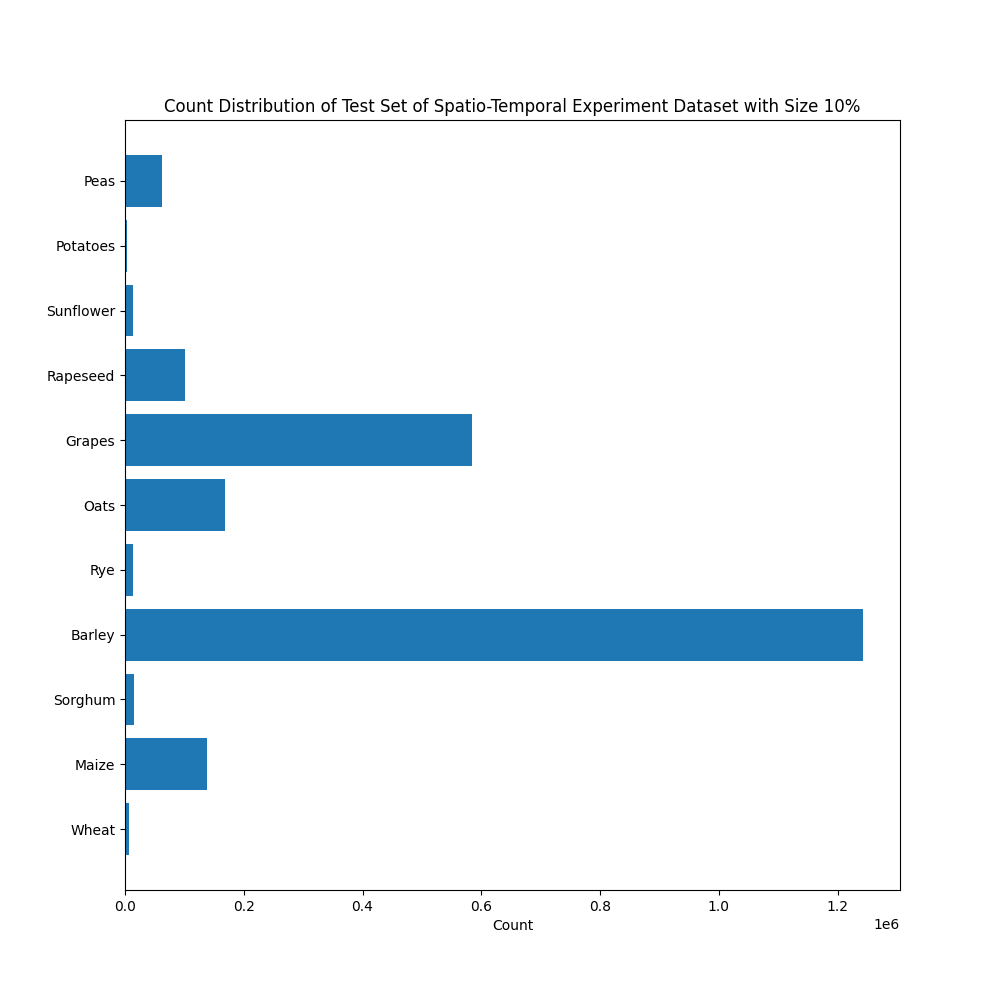 Count Distribution of Test Set of Spatio-Temporal Experiment Dataset with Size 10%
Peas
Potatoes
Sunflower
Rapeseed
Grapes
Oats
Rye
Barley
Sorghum
Maize
Wheat
0.0 0.2 0.4 0.6 0.8 1.0 1.2
1e6
Count